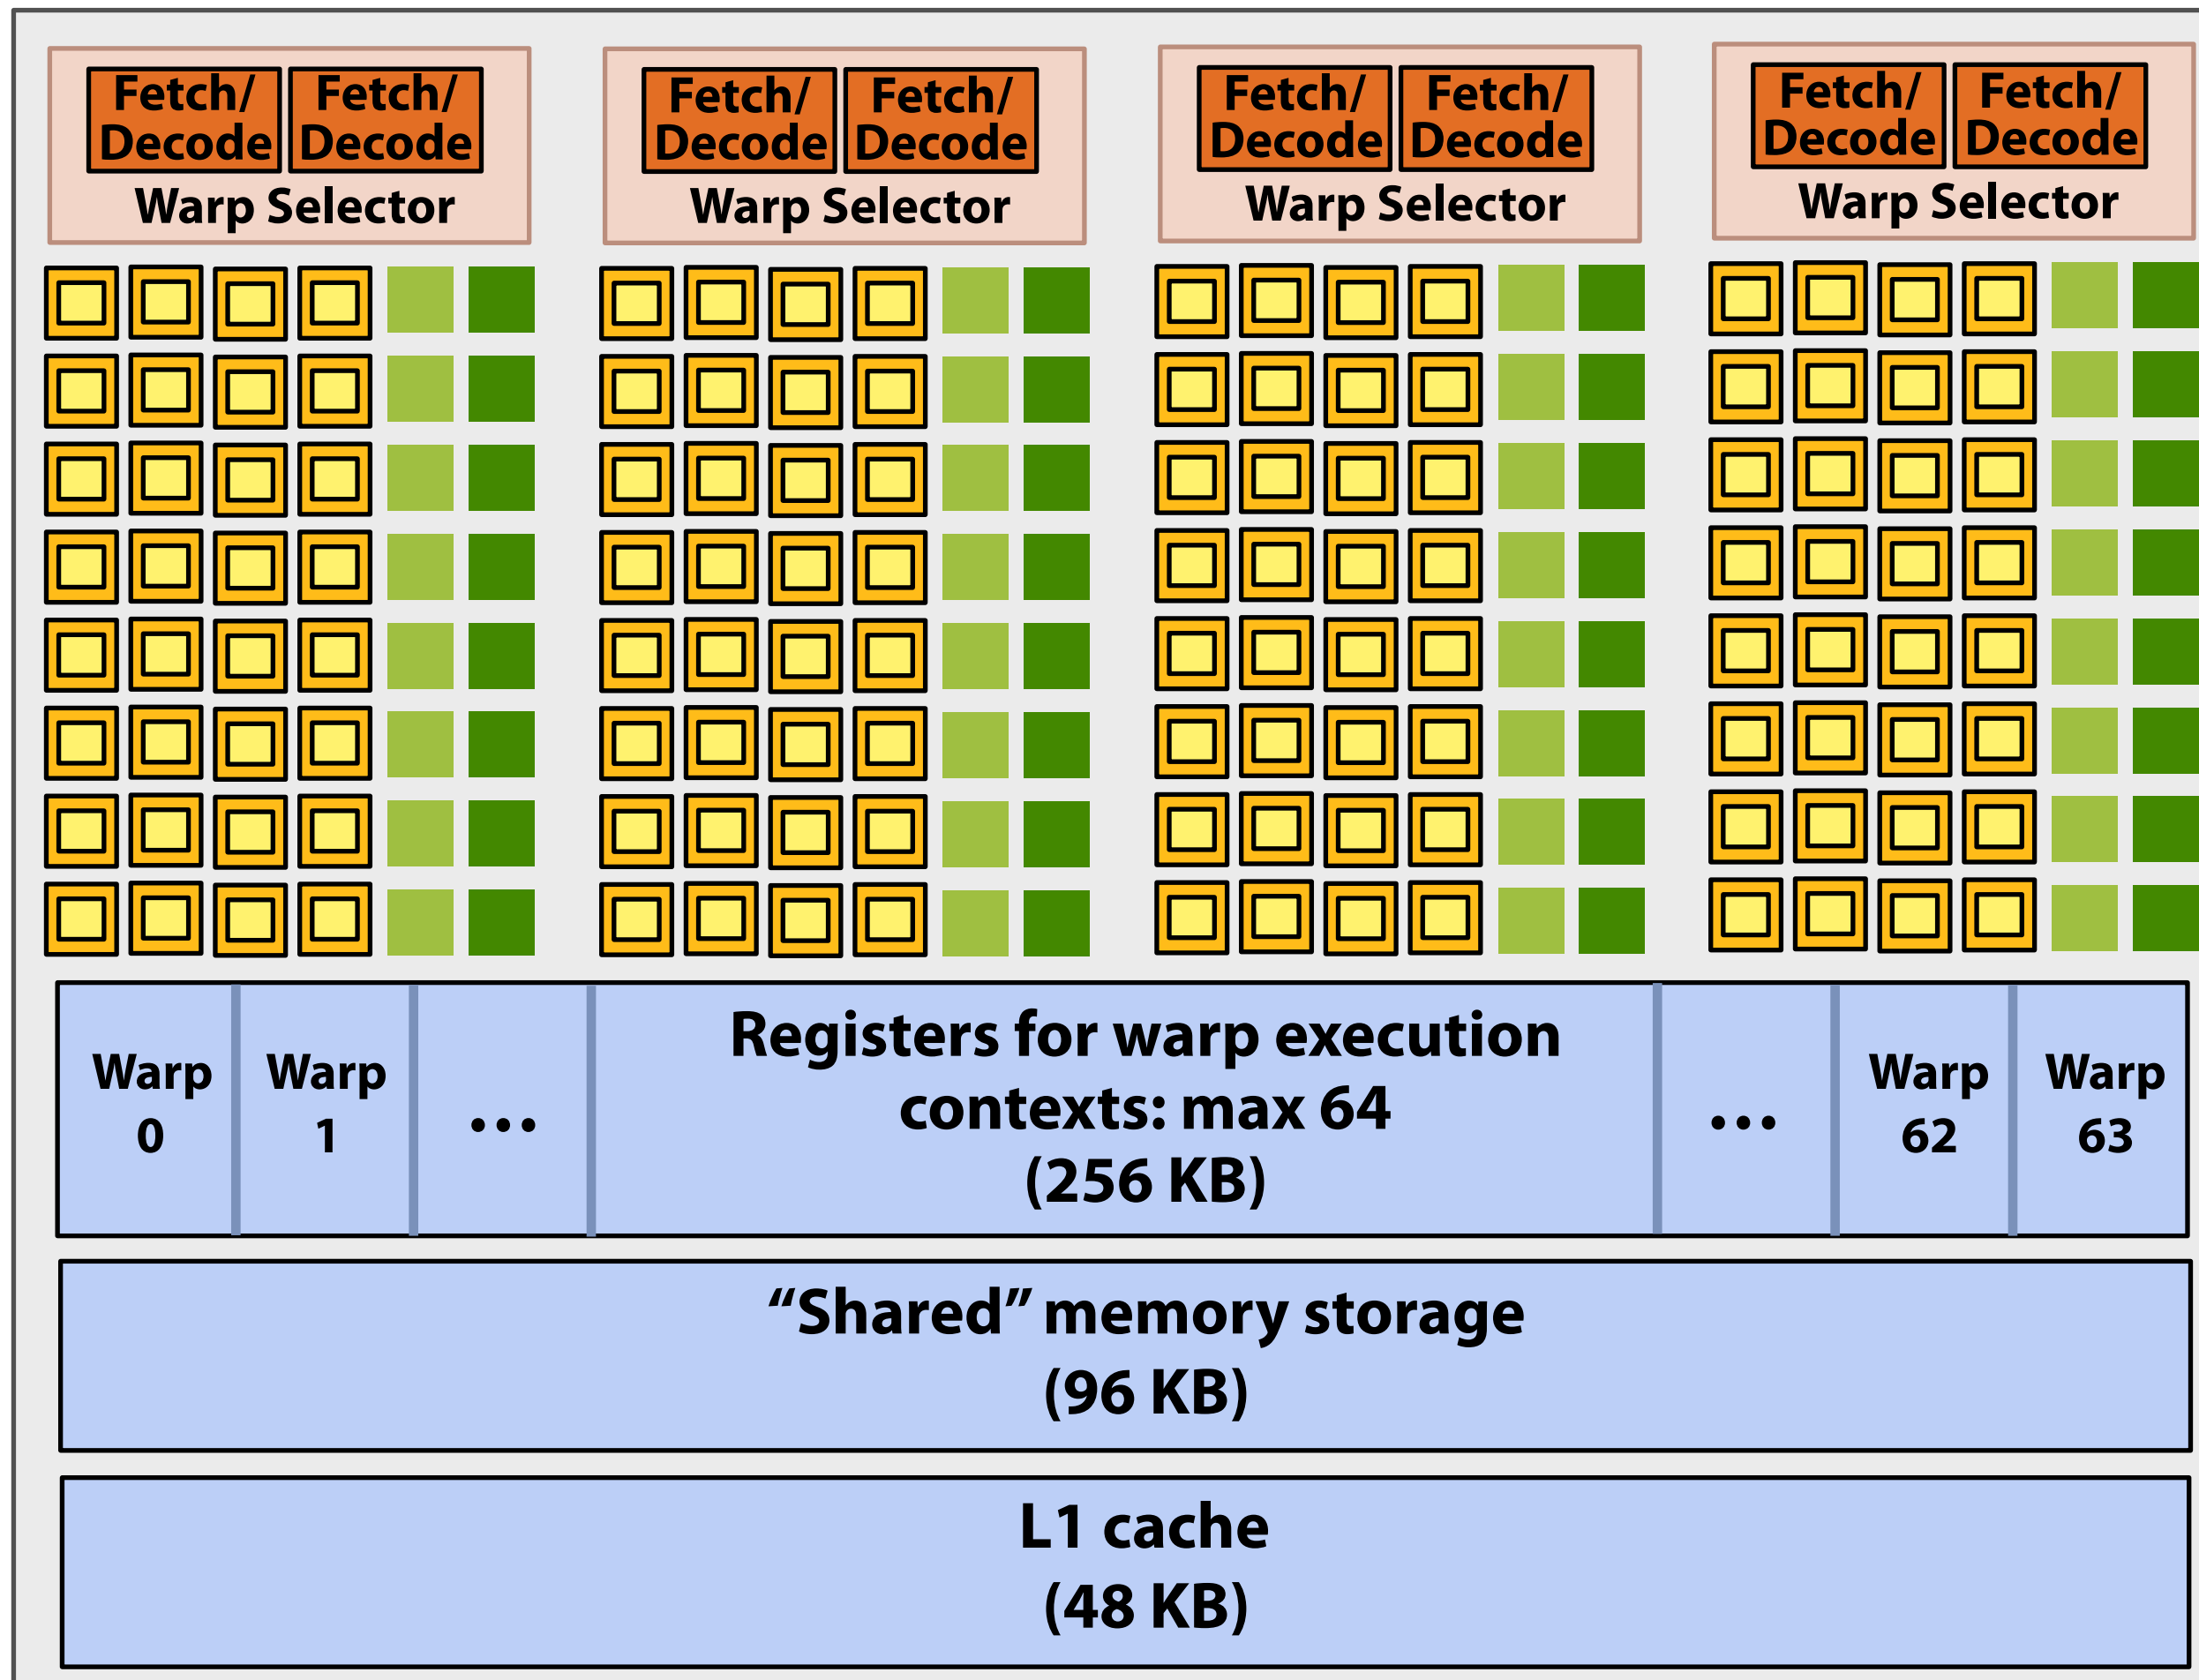 Fetch/
Decode
Fetch/
Decode
Warp Selector
Fetch/
Decode
Fetch/
Decode
Warp Selector
Fetch/
Decode
Fetch/
Decode
Warp Selector
Fetch/
Decode
Fetch/
Decode
Warp Selector
Warp
0
Warp
1
...
Registers for warp execution
contexts: max 64
(256 KB)
...
Warp
62
Warp
63
“Shared” memory storage
(96 KB)
L1 cache
(48 KB)